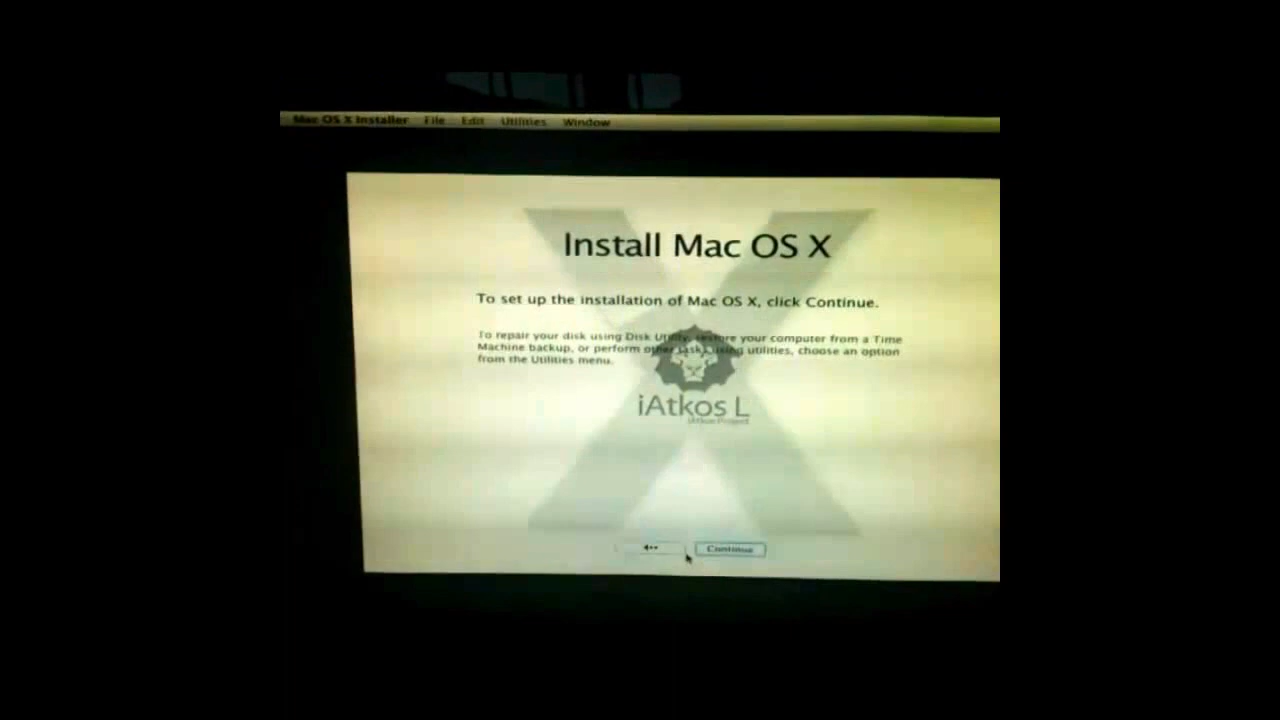 Mac OS X Installer File Edit Utilities Window
Install Mac OS X
To set up the installation of Mac OS X, click Continue.
To repair your disk using Disk Utility, restore your computer from a Time
Machine backup, or perform other tasks using utilities, choose an option
from the Utilities menu.
iAtkos L
iAtkos Project
Continue